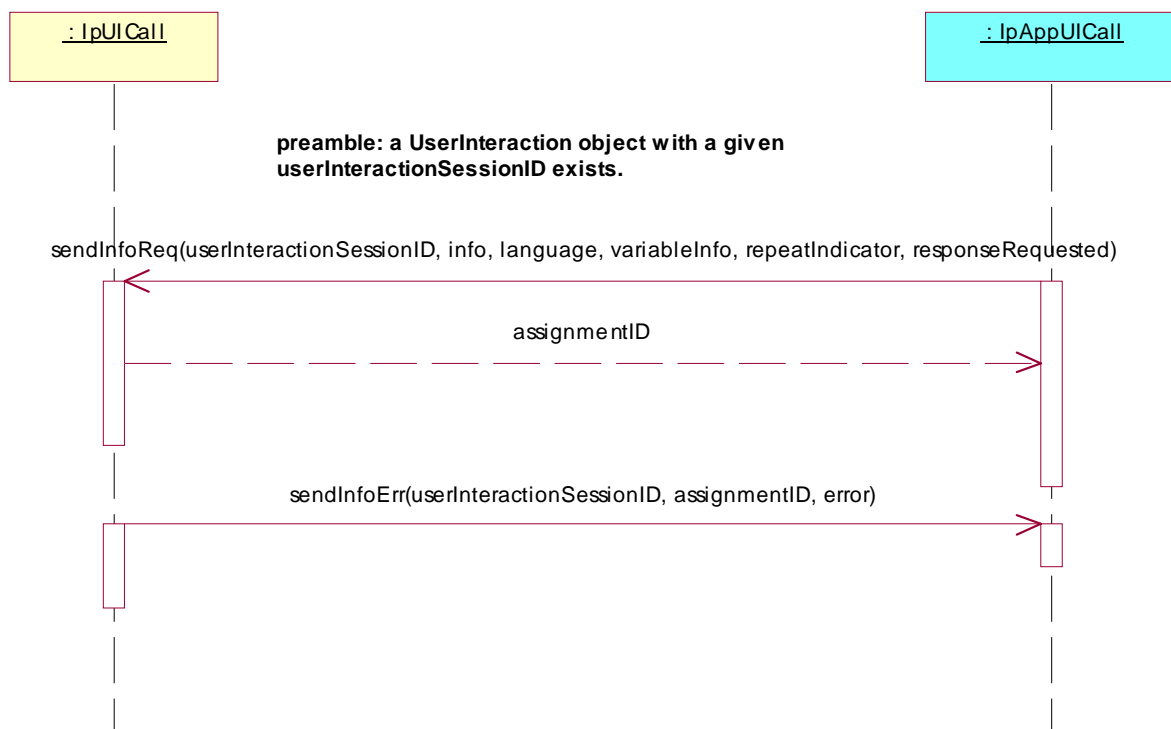 : IpUICall
: IpAppUICall
preamble: a UserInteraction object with a given
userInteractionSessionID exists.
sendInfoReq(userInteractionSessionID, info, language, variableInfo, repeatIndicator, responseRequested)
assignmentID
sendInfoErr(userInteractionSessionID, assignmentID, error)